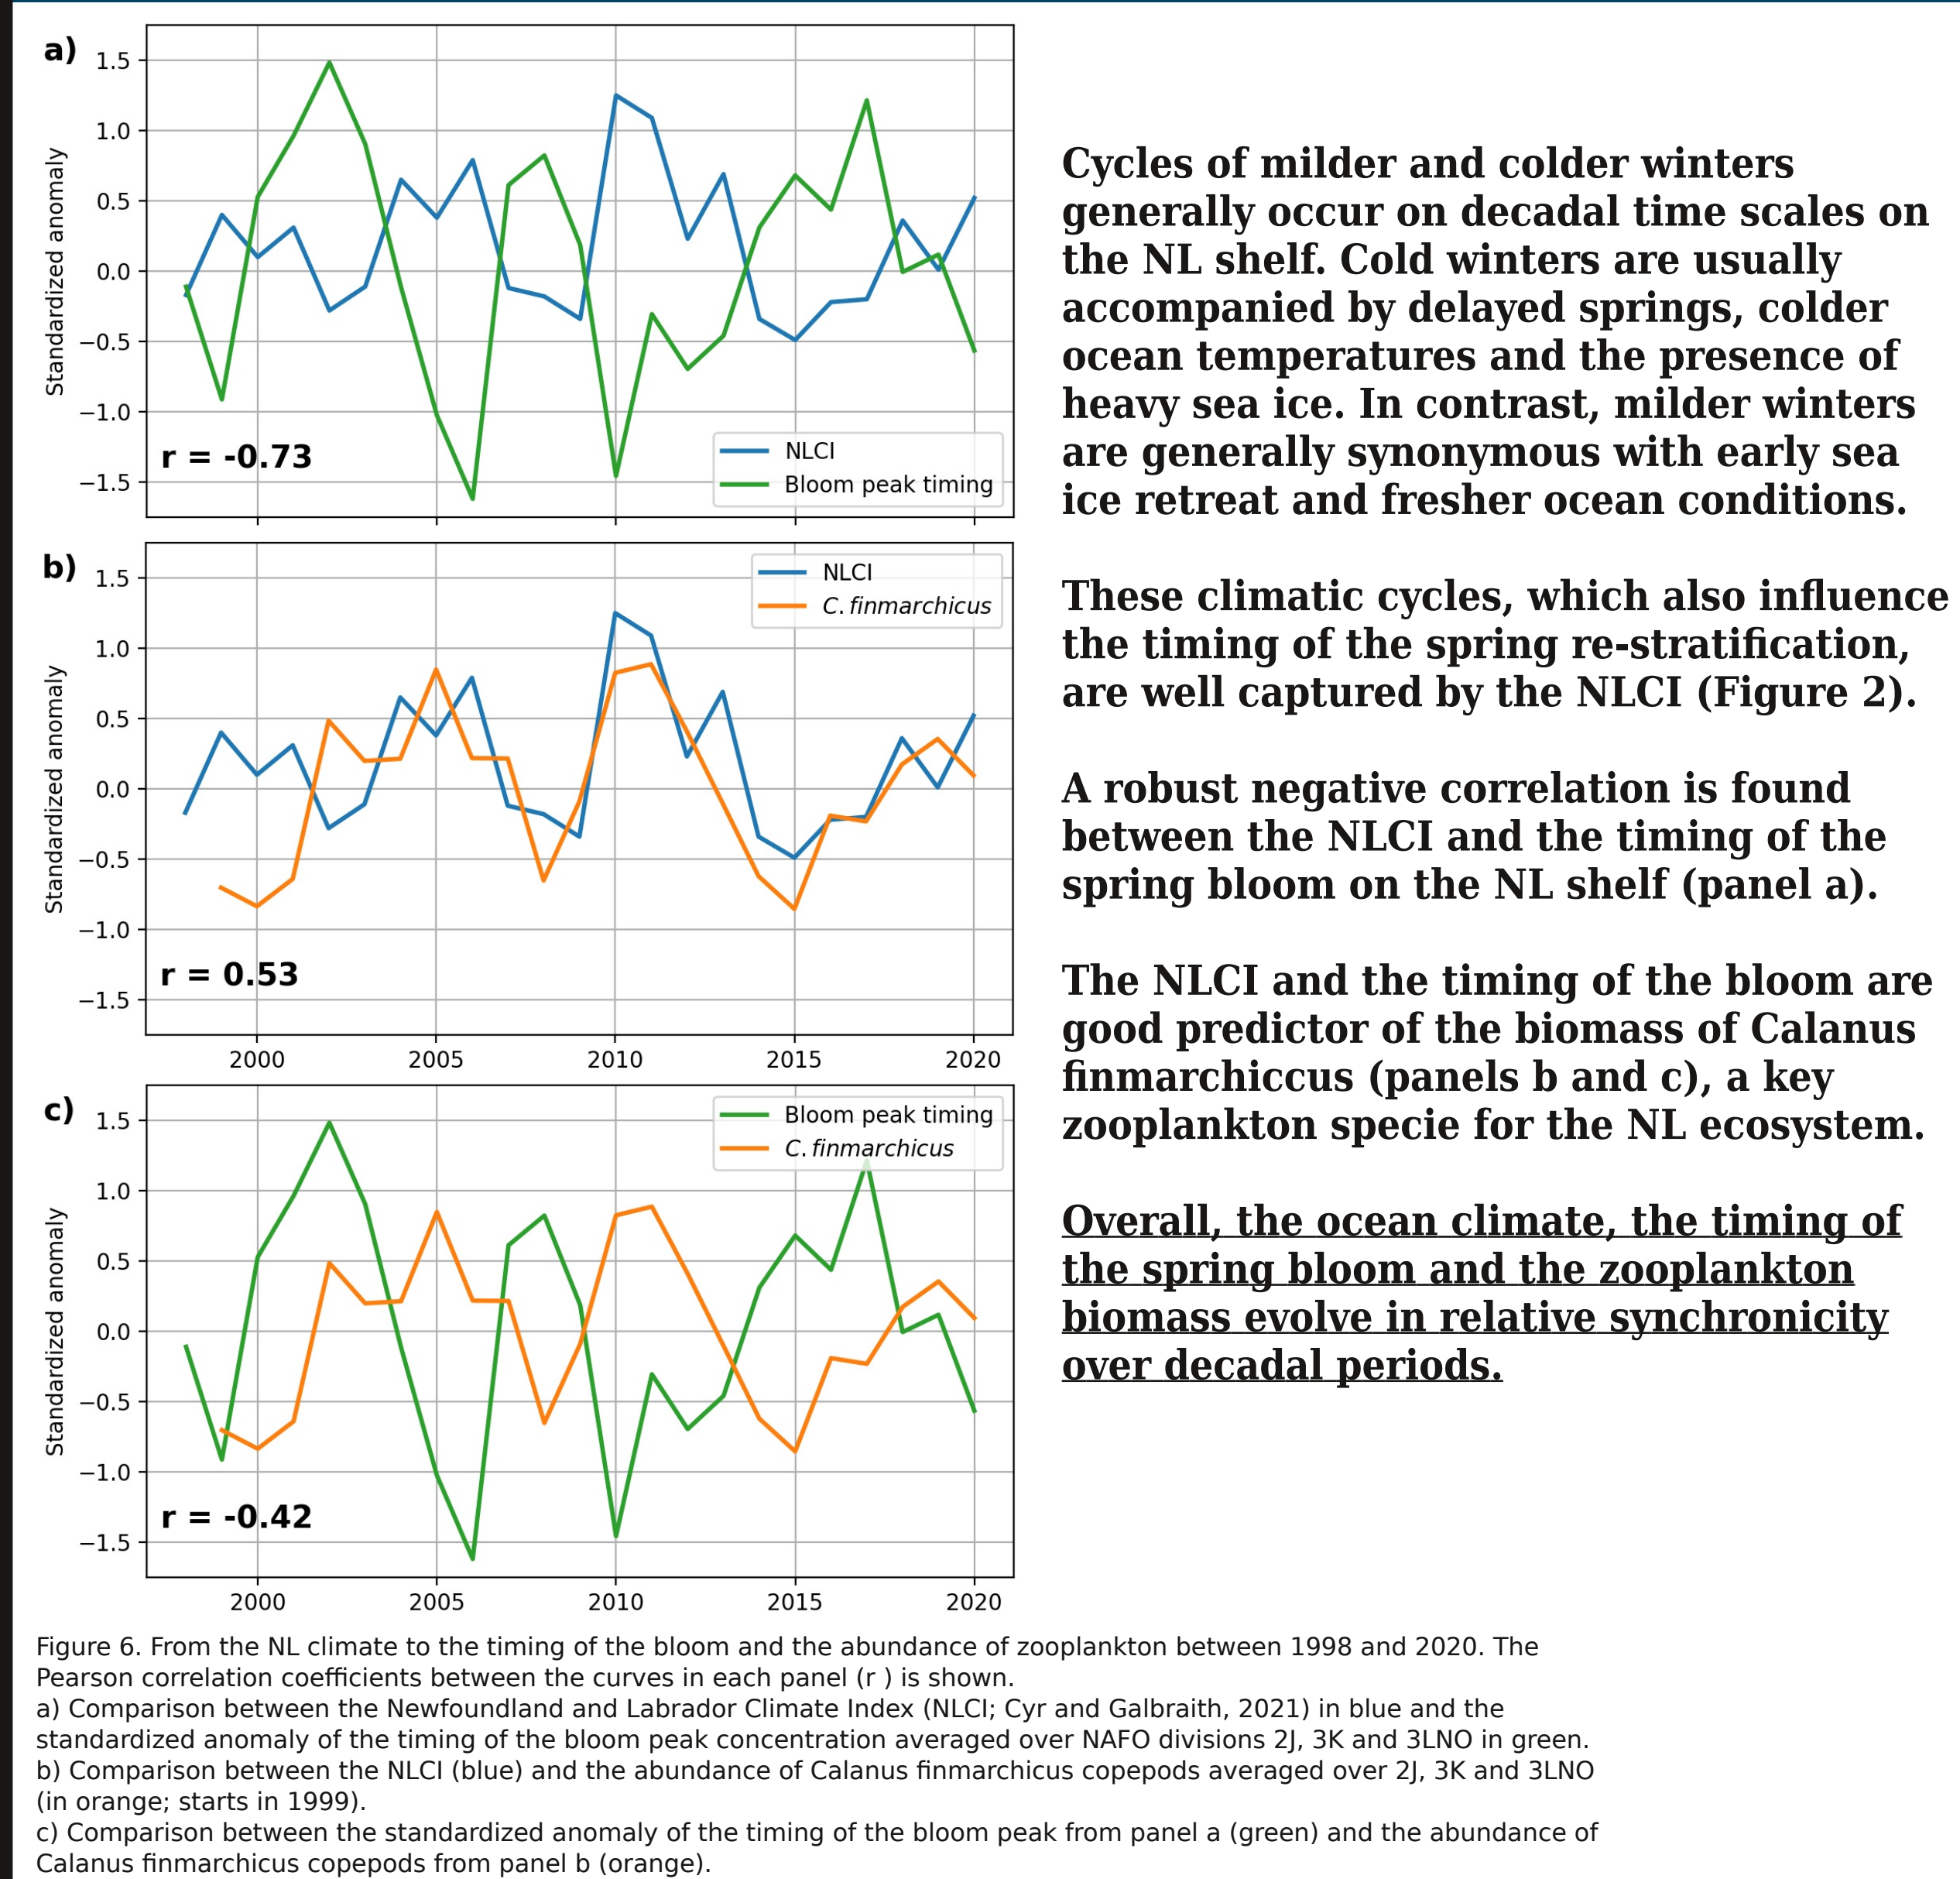 a)
1.5
1.0
0.5
0.0
−0.5
−1.0
−1.5
Standardized anomaly
r = -0.73
NLCI
Bloom peak timing
b)
1.5
1.0
0.5
0.0
−0.5
−1.0
−1.5
Standardized anomaly
r = 0.53
NLCI
C. finmarchicus
2000 2005 2010 2015 2020
c)
1.5
1.0
0.5
0.0
−0.5
−1.0
−1.5
Standardized anomaly
r = -0.42
Bloom peak timing
C. finmarchicus
2000 2005 2010 2015 2020
Cycles of milder and colder winters
generally occur on decadal time scales on
the NL shelf. Cold winters are usually
accompanied by delayed springs, colder
ocean temperatures and the presence of
heavy sea ice. In contrast, milder winters
are generally synonymous with early sea
ice retreat and fresher ocean conditions.
These climatic cycles, which also influence
the timing of the spring re-stratification,
are well captured by the NLCI (Figure 2).
A robust negative correlation is found
between the NLCI and the timing of the
spring bloom on the NL shelf (panel a).
The NLCI and the timing of the bloom are
good predictor of the biomass of Calanus
finmarchiccus (panels b and c), a key
zooplankton specie for the NL ecosystem.
Overall, the ocean climate, the timing of
the spring bloom and the zooplankton
biomass evolve in relative synchronicity
over decadal periods.
Figure 6. From the NL climate to the timing of the bloom and the abundance of zooplankton between 1998 and 2020. The
Pearson correlation coefficients between the curves in each panel (r ) is shown.
a) Comparison between the Newfoundland and Labrador Climate Index (NLCI; Cyr and Galbraith, 2021) in blue and the
standardized anomaly of the timing of the bloom peak concentration averaged over NAFO divisions 2J, 3K and 3LNO in green.
b) Comparison between the NLCI (blue) and the abundance of Calanus finmarchicus copepods averaged over 2J, 3K and 3LNO
(in orange; starts in 1999).
c) Comparison between the standardized anomaly of the timing of the bloom peak from panel a (green) and the abundance of
Calanus finmarchicus copepods from panel b (orange).